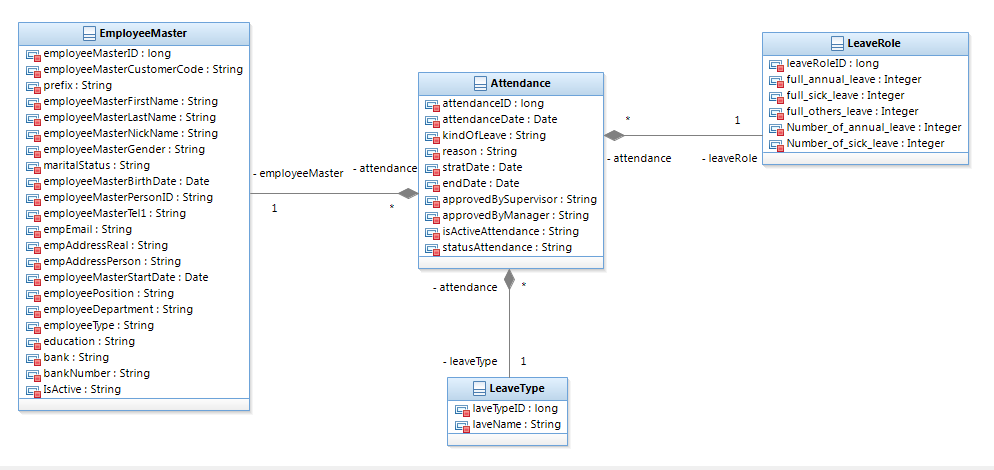 EmployeeMaster
employeeMasterID : long
employeeMasterCustomerCode : String
prefix : String
employeeMasterFirstName : String
employeeMasterLastName : String
employeeMasterNickName : String
employeeMasterGender : String
maritalStatus : String
employeeMasterBirthDate : Date
employeeMasterPersonID : String
employeeMasterTel1 : String
empEmail : String
empAddressReal : String
empAddressPerson : String
employeeMasterStartDate : Date
employeePosition : String
employeeDepartment : String
employeeType : String
education : String
bank : String
bankNumber : String
IsActive : String
- employeeMaster
1
- attendance
*
Attendance
attendanceID : long
attendanceDate : Date
kindOfLeave : String
reason : String
stratDate : Date
endDate : Date
approvedBySupervisor : String
approvedByManager : String
isActiveAttendance : String
statusAttendance : String
*
- attendance
1
- leaveRole
LeaveRole
leaveRoleID : long
full_annual_leave : Integer
full_sick_leave : Integer
full_others_leave : Integer
Number_of_annual_leave : Integer
Number_of_sick_leave : Integer
- attendance
*
- leaveType
1
LeaveType
laveTypeID : long
laveName : String